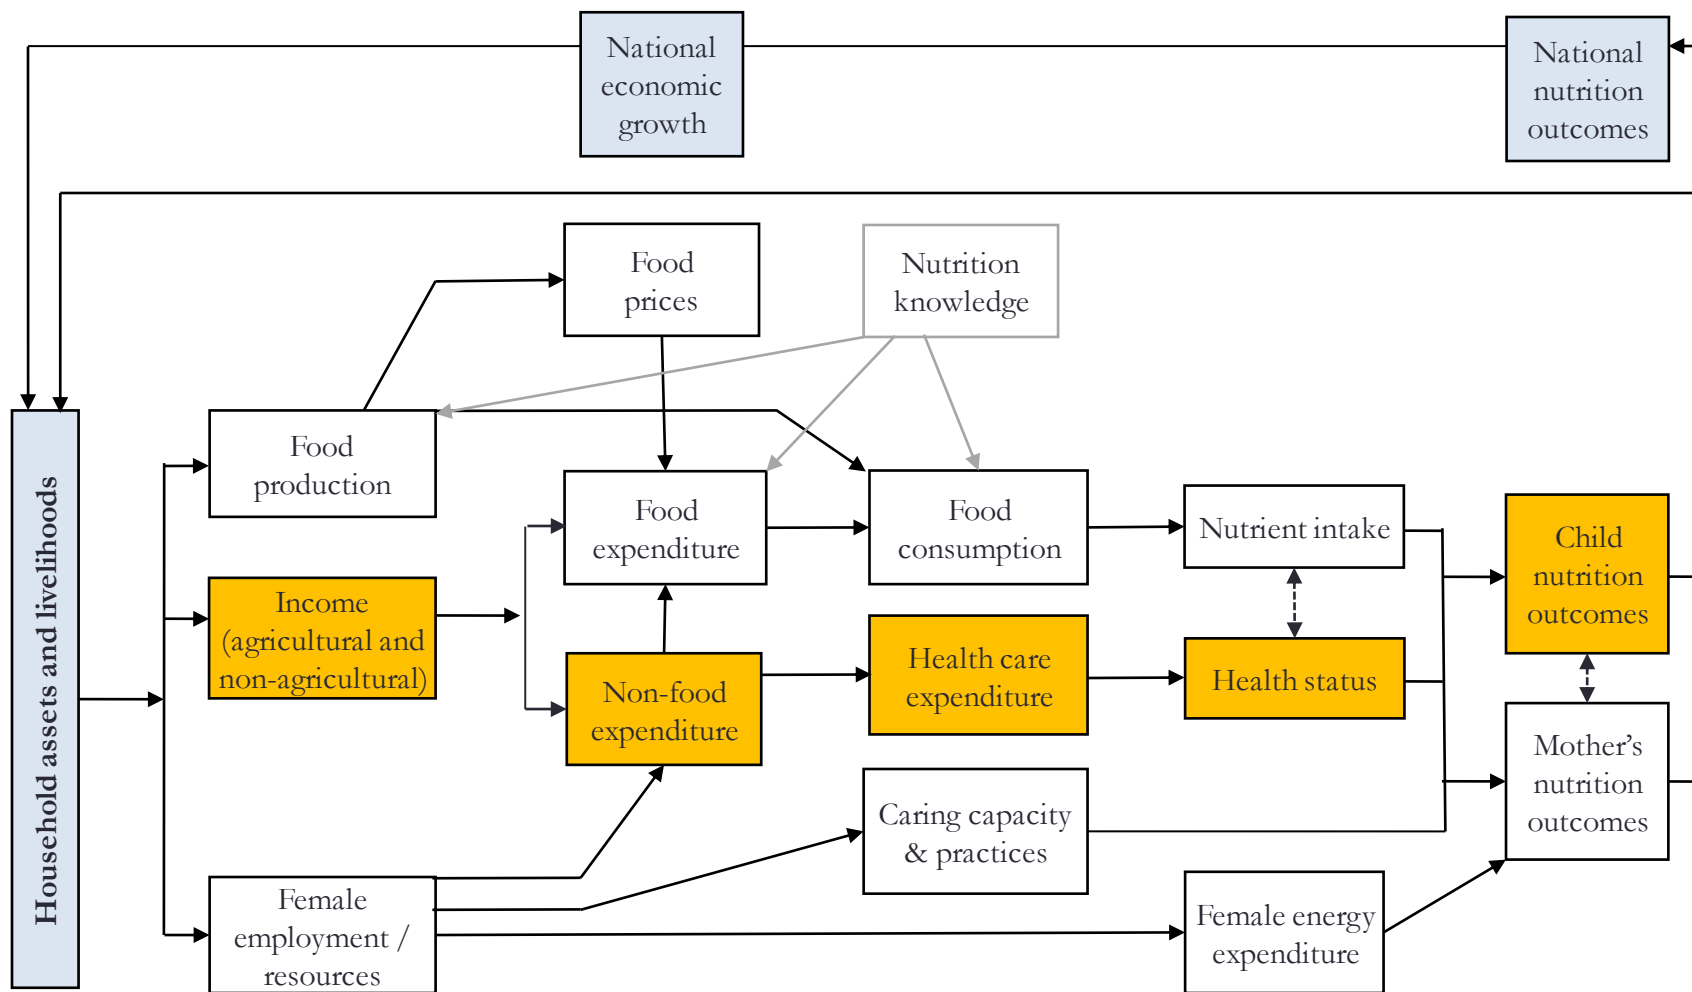 National
economic
growth
National
nutrition
outcomes
Food
prices
Nutrition
knowledge
Household assets and livelihoods
Food
production
Food
expenditure
Food
consumption
Nutrient intake
Child
nutrition
outcomes
Income
(agricultural and
non-agricultural)
Non-food
expenditure
Health care
expenditure
Health status
Mother’s
nutrition
outcomes
Caring capacity
& practices
Female
employment /
resources
Female energy
expenditure